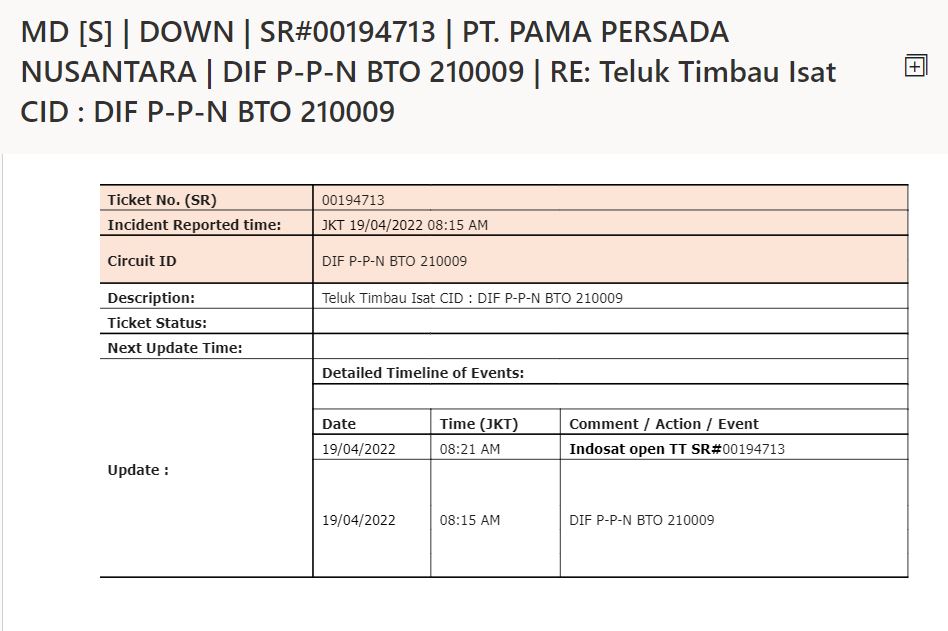 MD [S] | DOWN | SR#00194713 | PT. PAMA PERSADA
NUSANTARA | DIF P-P-N BTO 210009 | RE: Teluk Timbau Isat
CID : DIF P-P-N BTO 210009
Ticket No. (SR) 00194713
Incident Reported time: JKT 19/04/2022 08:15 AM
Circuit ID DIF P-P-N BTO 210009
Description: Teluk Timbau Isat CID : DIF P-P-N BTO 210009
Ticket Status:
Next Update Time:
Detailed Timeline of Events:
Date Time (JKT) Comment / Action / Event
19/04/2022 08:21 AM Indosat open TT SR#00194713
Update :
19/04/2022 08:15 AM DIF P-P-N BTO 210009